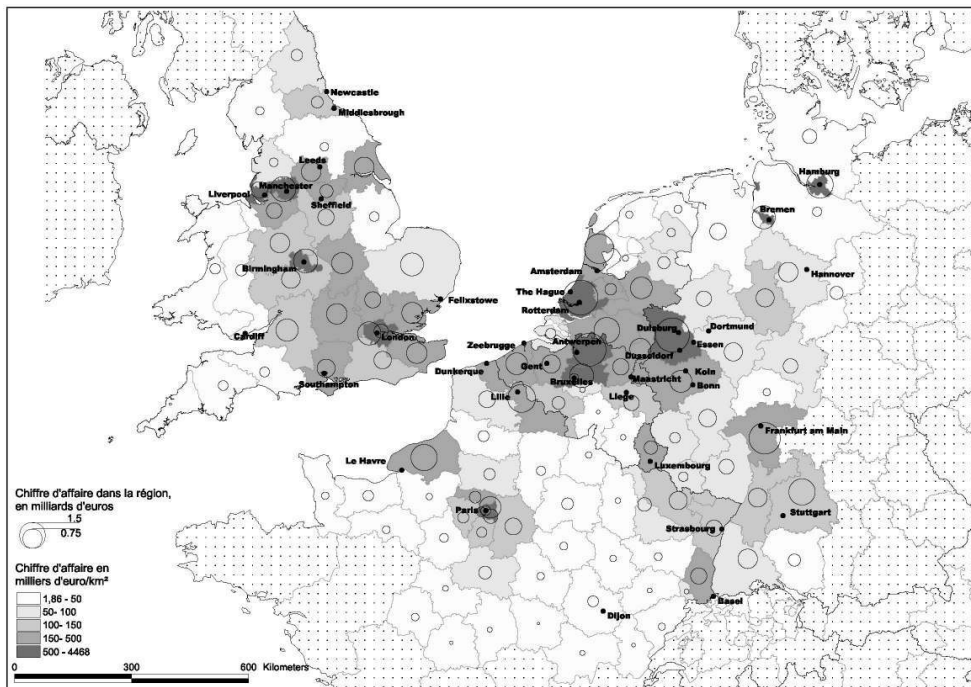 Newcastle
Middlesbrough
Leeds
Liverpool
Manchester
Sheffield
Hamburg
Bremen
Birmingham
Amsterdam
Hannover
The Hague
Felixstowe
Rotterdam
Cardiff
London
Zeebrugge
Antwerpen
Duisburg
Dortmund
Essen
Dusseldorf
Southampton
Dunkerque
Gent
Bruxelles
Maastricht
Koln
Bonn
Lille
Liege
Frankfurt am Main
Le Havre
Luxembourg
Paris
Strasbourg
Stuttgart
Basel
Dijon
Chiffre d'affaire dans la région,
en milliards d'euros
1.5
0.75
Chiffre d'affaire en
milliers d'euro/km²
1,86 - 50
50- 100
100- 150
150- 500
500 - 4468
0 300 600 Kilometers